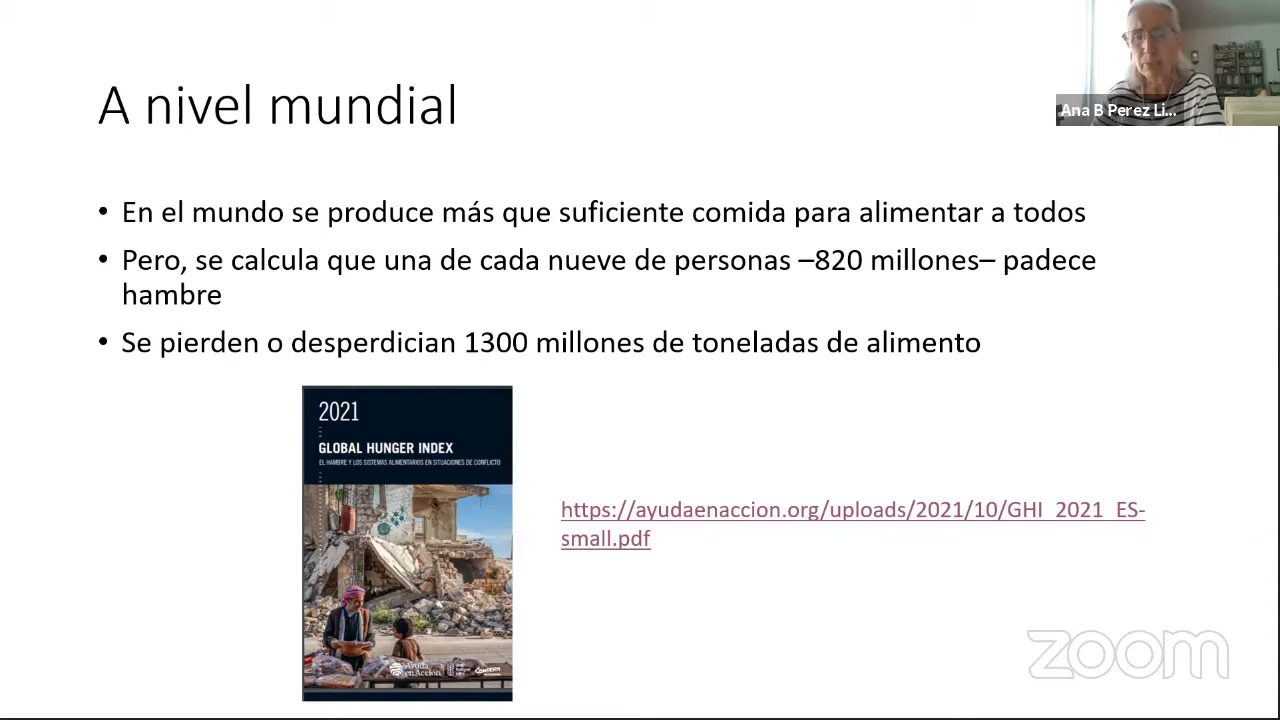 A nivel mundial
Ana B Perez Li...
• En el mundo se produce más que suficiente comida para alimentar a todos
• Pero, se calcula que una de cada nueve de personas –820 millones– padece
hambre
• Se pierden o desperdician 1300 millones de toneladas de alimento
2021
GLOBAL HUNGER INDEX
EL HAMBRE Y LOS SISTEMAS ALIMENTARIOS EN SITUACIONES DE CONFLICTO
https://ayudaenaccion.org/uploads/2021/10/GHI_2021_ES-
small.pdf
Ayuda
en Acción
zoom